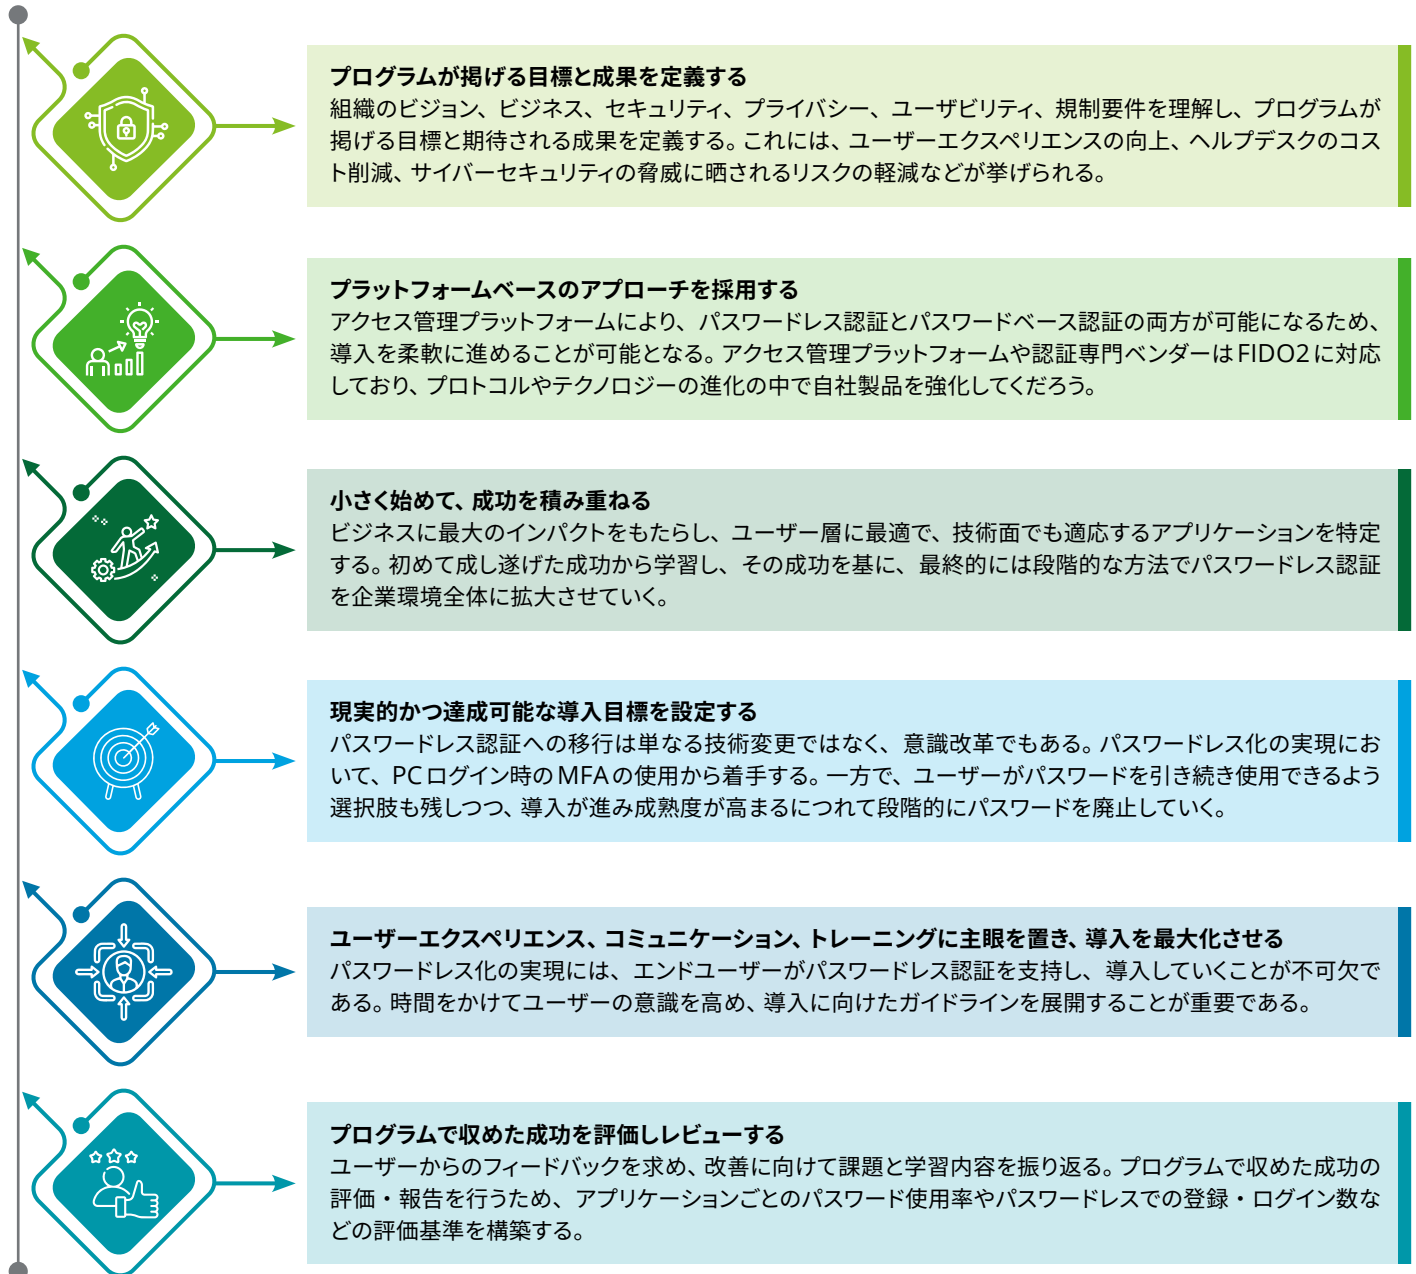 プログラムが掲げる目標と成果を定義する
組織のビジョン、ビジネス、セキュリティ、プライバシー、ユーザビリティ、規制要件を理解し、プログラムが
掲げる目標と期待される成果を定義する。これには、ユーザーエクスペリエンスの向上、ヘルプデスクのコス
ト削減、サイバーセキュリティの脅威に晒されるリスクの軽減などが挙げられる。
プラットフォームベースのアプローチを採用する
アクセス管理プラットフォームにより、パスワードレス認証とパスワードベース認証の両方が可能になるため、
導入を柔軟に進めることが可能となる。アクセス管理プラットフォームや認証専門ベンダーはFIDO2に対応
しており、プロトコルやテクノロジーの進化の中で自社製品を強化してくだろう。
小さく始めて、成功を積み重ねる
ビジネスに最大のインパクトをもたらし、ユーザー層に最適で、技術面でも適応するアプリケーションを特定
する。初めて成し遂げた成功から学習し、その成功を基に、最終的には段階的な方法でパスワードレス認証
を企業環境全体に拡大させていく。
現実的かつ達成可能な導入目標を設定する
パスワードレス認証への移行は単なる技術変更ではなく、意識改革でもある。パスワードレス化の実現にお
いて、PCログイン時のMFAの使用から着手する。一方で、ユーザーがパスワードを引き続き使用できるよう
選択肢も残しつつ、導入が進み成熟度が高まるにつれて段階的にパスワードを廃止していく。
ユーザーエクスペリエンス、コミュニケーション、トレーニングに主眼を置き、導入を最大化させる
パスワードレス化の実現には、エンドユーザーがパスワードレス認証を支持し、導入していくことが不可欠で
ある。時間をかけてユーザーの意識を高め、導入に向けたガイドラインを展開することが重要である。
プログラムで収めた成功を評価しレビューする
ユーザーからのフィードバックを求め、改善に向けて課題と学習内容を振り返る。プログラムで収めた成功の
評価・報告を行うため、アプリケーションごとのパスワード使用率やパスワードレスでの登録・ログイン数な
どの評価基準を構築する。